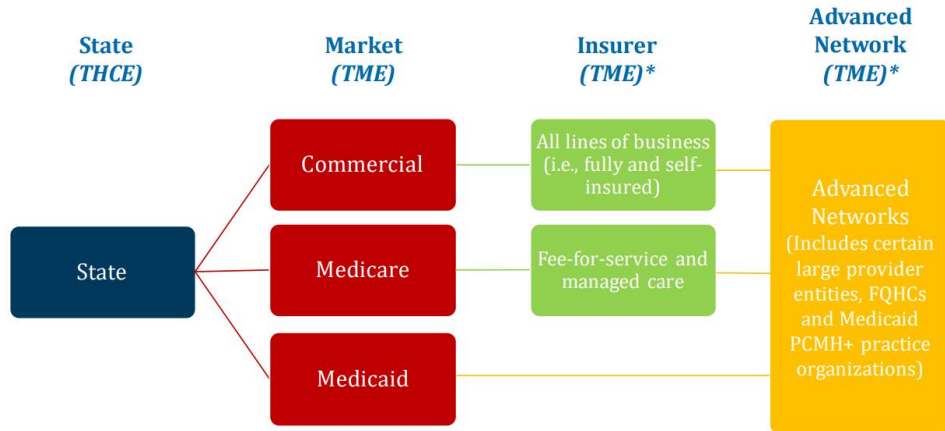 State
(THCE)
Market
(TME)
Insurer
(TME)*
Advanced
Network
(TME)*
State
Commercial
Medicare
Medicaid
All lines of business
(i.e., fully and self-
insured)
Fee-for-service and
managed care
Advanced
Networks
(Includes certain
large provider
entities, FQHCs
and Medicaid
PCMH+ practice
organizations)